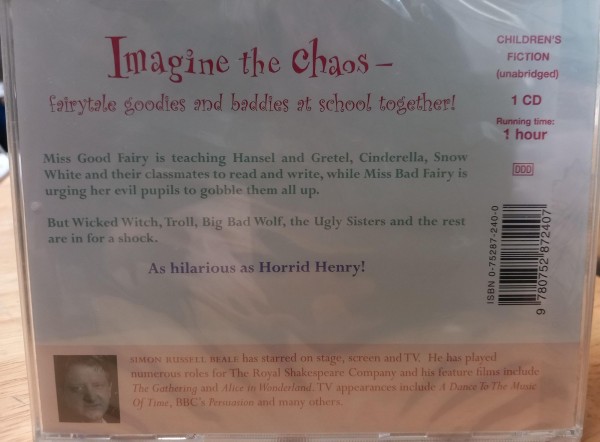 Imagine the Chaos –
fairytale goodies and baddies at school together!
Miss Good Fairy is teaching Hansel and Gretel, Cinderella, Snow
White and their classmates to read and write, while Miss Bad Fairy is
urging her evil pupils to gobble them all up.
But Wicked Witch, Troll, Big Bad Wolf, the Ugly Sisters and the rest
are in for a shock.
As hilarious as Horrid Henry!
CHILDREN'S
FICTION
(unabridged)
1 CD
Running time:
1 hour
DDD
ISBN 0-75287-240-0
9 780752 872407
SIMON RUSSELL BEALE has starred on stage, screen and TV. He has played
numerous roles for The Royal Shakespeare Company and his feature films include
The Gathering and Alice in Wonderland. TV appearances include A Dance To The Music
Of Time, BBC's Persuation and many others.